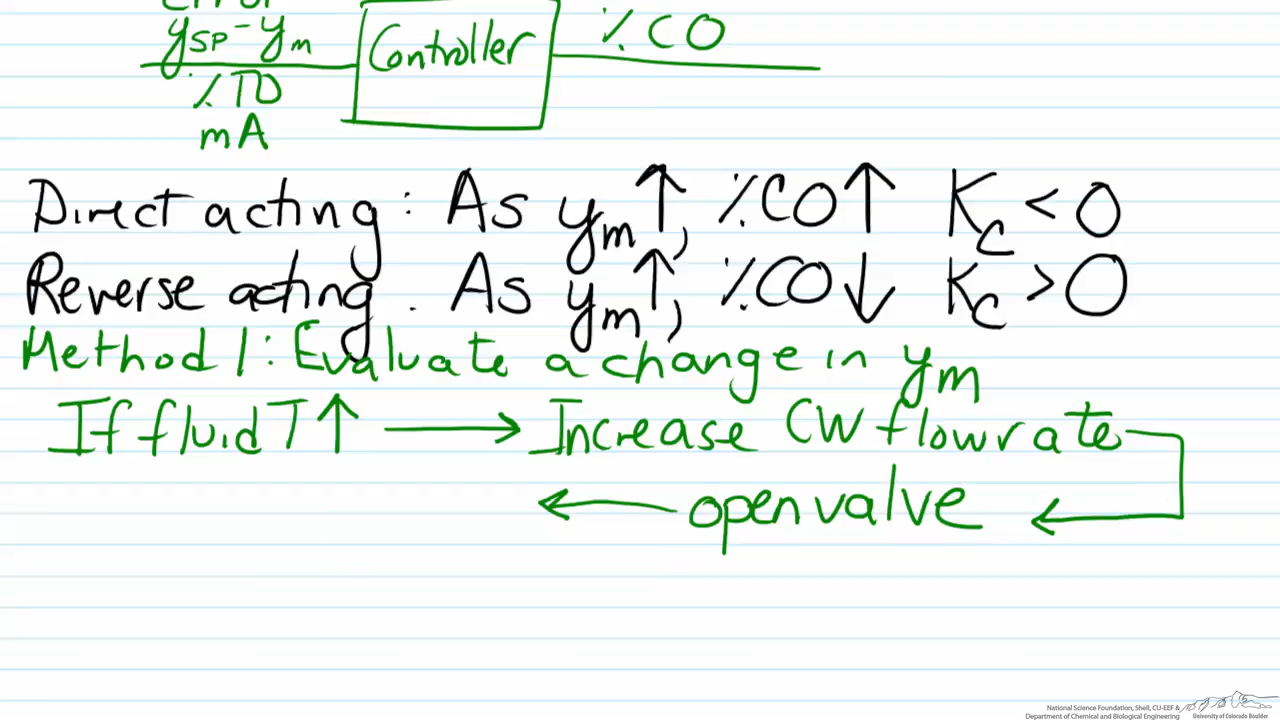 Error
ySP - ym
Controller
% CO
% TO
mA
Direct acting: As ym ↑, % CO ↑ Kc < 0
Reverse acting. As ym ↑, % CO ↓ Kc > 0
Method 1: Evaluate a change in ym
If fluid T ↑ → Increase CW flowrate
← open valve ←
National Science Foundation, Shell, CU-EEF &
Department of Chemical and Biological Engineering
University of Colorado Boulder